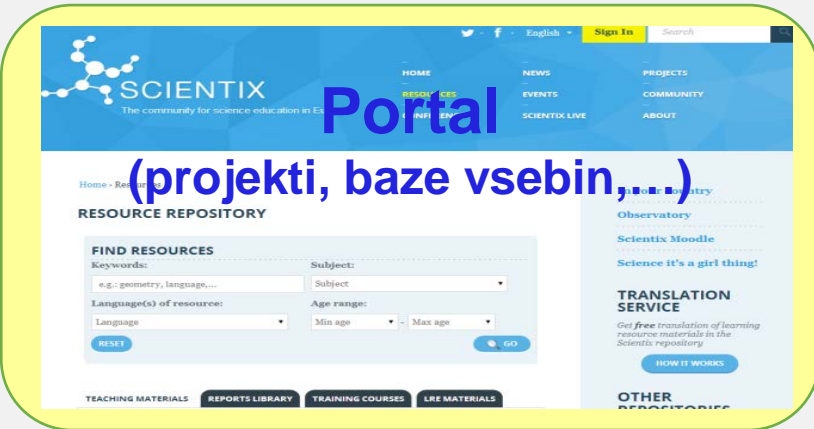 English
Sign In
Search
SCIENTIX
The community for science education in
HOME
NEWS
PROJECTS
RESOURCES
EVENTS
COMMUNITY
SCIENTIX LIVE
ABOUT
Portal
(projekti, baze vsebin,...)
Home
RESOURCE REPOSITORY
FIND RESOURCES
Keywords:
Subject:
e.g.: geometry, language,...
Subject
Language(s) of resource:
Age range:
Language
Min age - Max age
RESET
GO
TEACHING MATERIALS
REPORTS LIBRARY
TRAINING COURSES
LRE MATERIALS
country
Observatory
Scientix Moodle
Science it's a girl thing!
TRANSLATION
SERVICE
Get free translation of learning
resource materials in the
Scientix repository
HOW IT WORKS
OTHER
REPOSITORIES